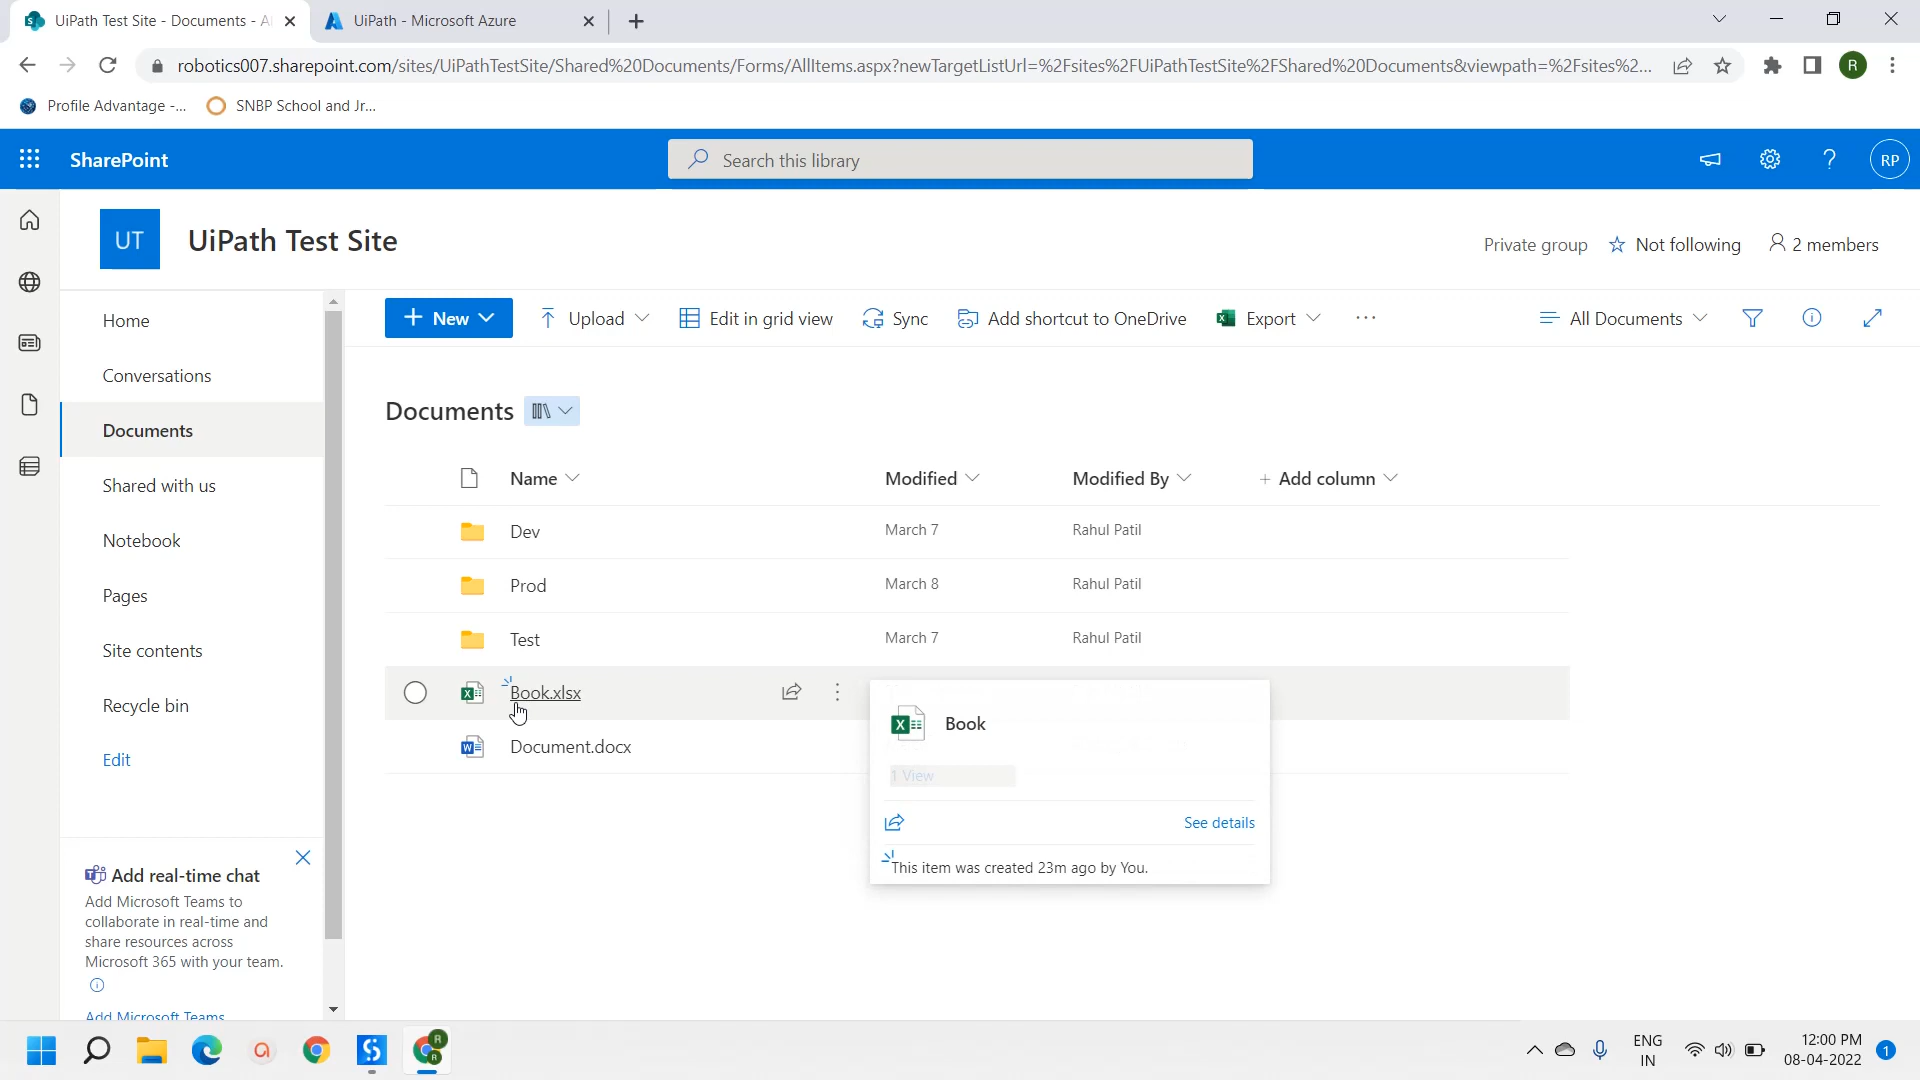 UiPath Test Site - Documents - Al
UiPath - Microsoft Azure
robotics007.sharepoint.com/sites/UiPathTestSite/Shared%20Documents/Forms/AllItems.aspx?newTargetListUrl=%2Fsites%2FUiPathTestSite%2FShared%20Documents&viewpath=%2Fsites%2...
R
Profile Advantage -...
SNBP School and Jr...
SharePoint
Search this library
RP
UT
UiPath Test Site
Private group
Not following
2 members
Home
Conversations
Documents
Shared with us
Notebook
Pages
Site contents
Recycle bin
Edit
Add real-time chat
Add Microsoft Teams to
collaborate in real-time and
share resources across
Microsoft 365 with your team.
Add Microsoft Teams
New
Upload
Edit in grid view
Sync
Add shortcut to OneDrive
Export
All Documents
Documents
Name
Modified
Modified By
+ Add column
Dev
March 7
Rahul Patil
Prod
March 8
Rahul Patil
Test
March 7
Rahul Patil
Book.xlsx
Document.docx
Book
1 View
See details
This item was created 23m ago by You.
ENG
IN
12:00 PM
08-04-2022
1